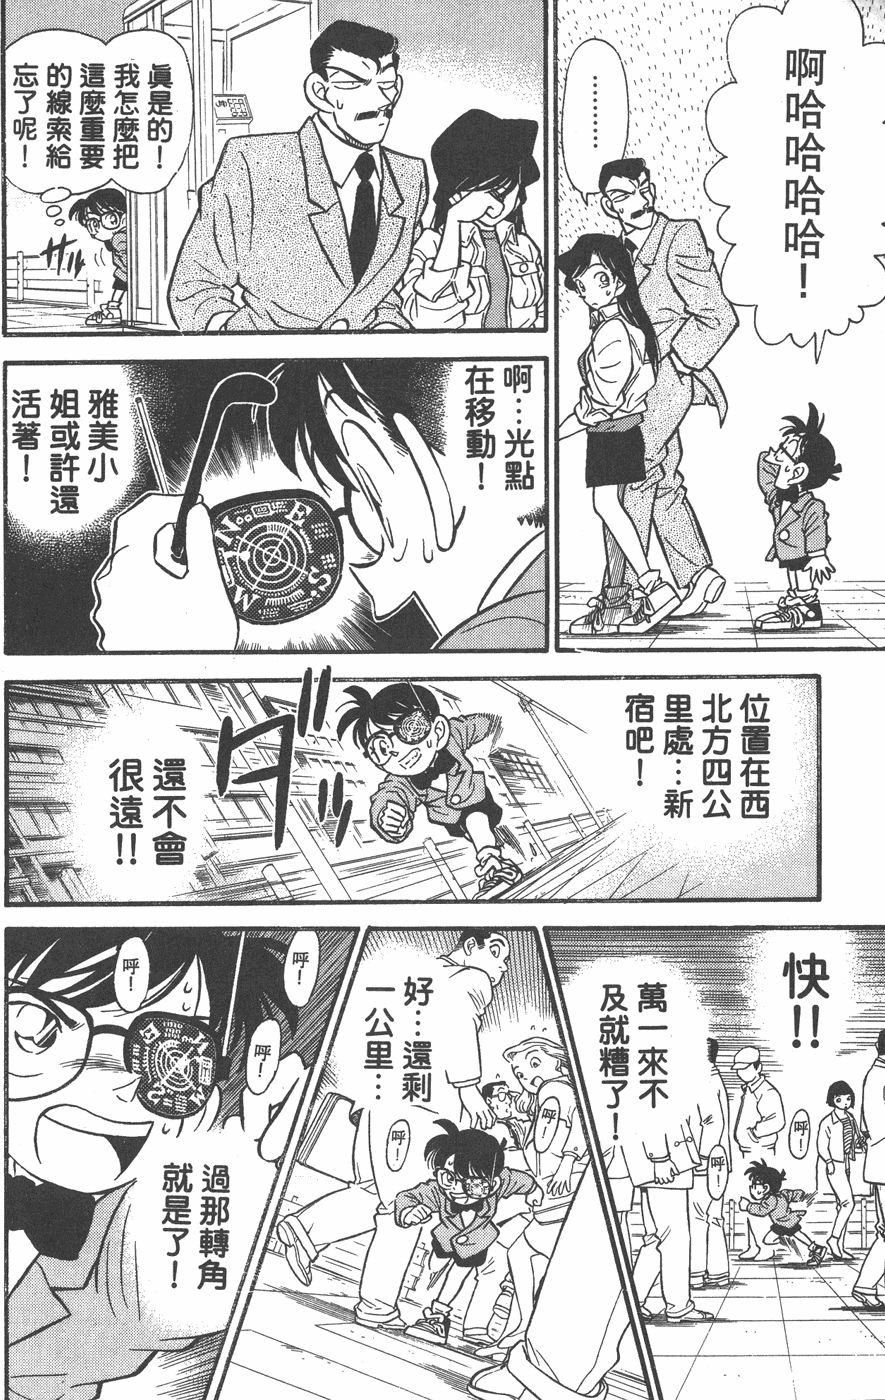 啊哈哈哈哈！
………
眞是的！
我怎麼把
這麼重要
的線索給
忘了呢！
啊…光點
在移動！
雅美小
姐或許還
活著！
位置在西
北方四公
里處…新
宿吧！
還不會
很遠!!
快!!
萬一來不
及就糟了！
呼！
呼！
好…還剩
一公里…
呼！
呼！
呼！
呼！
呼！
呼！
過那轉角
就是了！